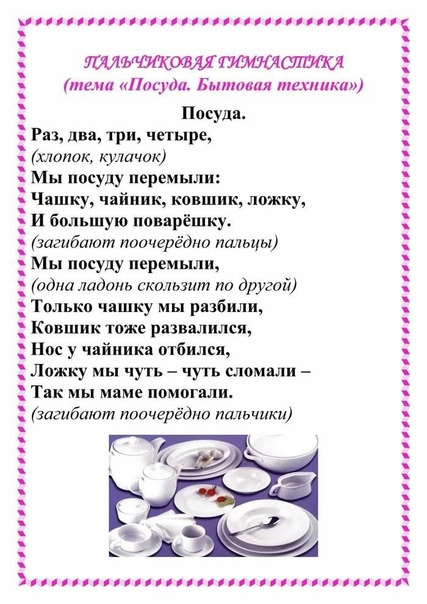 ПАЛЬЧИКОВАЯ ГИМНАСТИКА
(тема «Посуда. Бытовая техника»)
Посуда.
Раз, два, три, четыре,
(хлопок, кулачок)
Мы посуду перемыли:
Чашку, чайник, ковшик, ложку,
И большую поварёшку.
(загибают поочерёдно пальцы)
Мы посуду перемыли,
(одна ладонь скользит по другой)
Только чашку мы разбили,
Ковшик тоже развалился,
Нос у чайника отбился,
Ложку мы чуть – чуть сломали –
Так мы маме помогали.
(загибают поочерёдно пальчики)